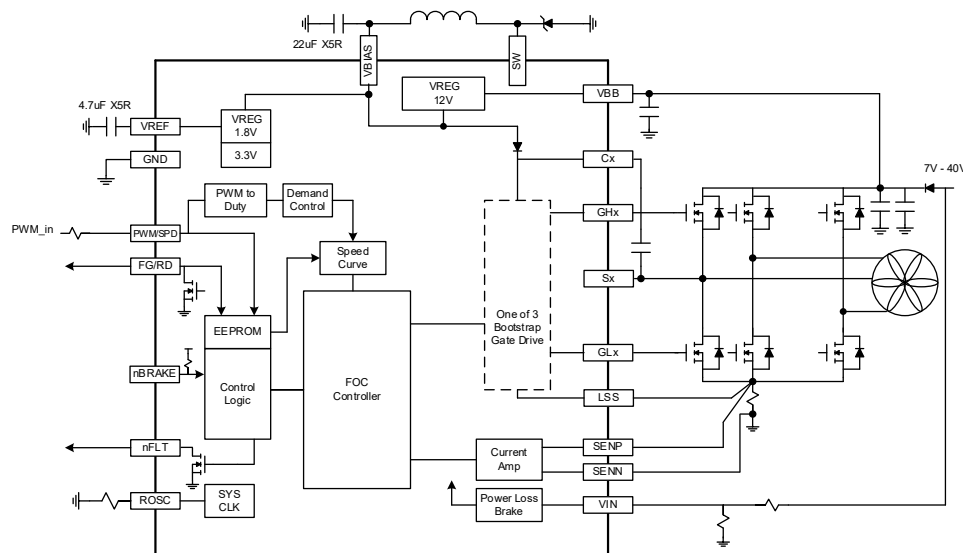 22uF X5R
VBIAS
SW
VREG
12V
VBB
4.7uF X5R
VREF
VREG
1.8V
3.3V
GND
Cx
7V - 40V
PWM to
Duty
Demand
Control
GHx
PWM_in
PWM/SPD
Speed
Curve
FG/RD
Sx
EEPROM
One of 3
Bootstrap
Gate Drive
nBRAKE
Control
Logic
FOC
Controller
GLx
LSS
nFLT
Current
Amp
SENP
SENN
ROSC
SYS
CLK
Power Loss
Brake
VIN